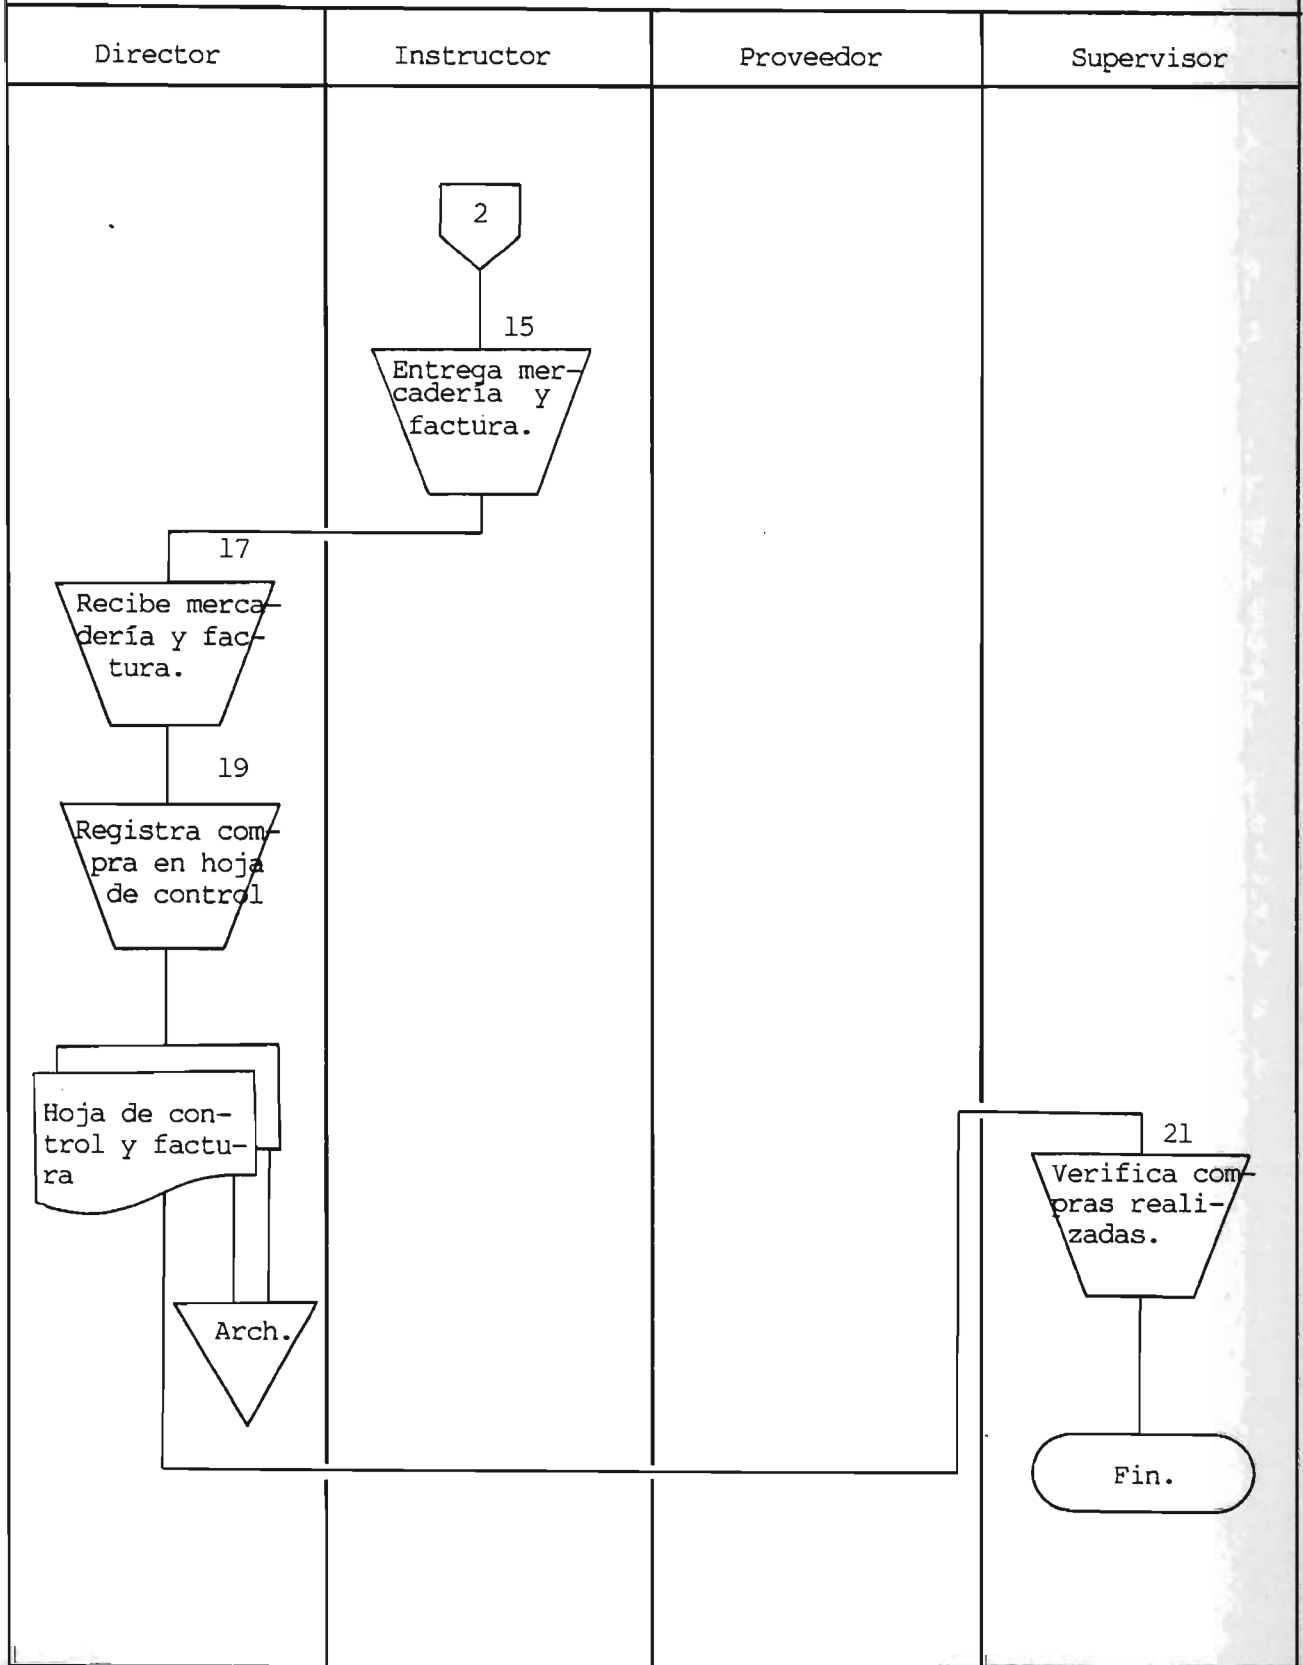 Director
Instructor
Proveedor
Supervisor
2
15
Entrega mer-
cadería y
factura.
17
Recibe merca-
dería y fac-
tura.
19
Registra com-
pra en hoja
de control
Hoja de con-
trol y factu-
ra
Arch.
21
Verifica com-
pras reali-
zadas.
Fin.